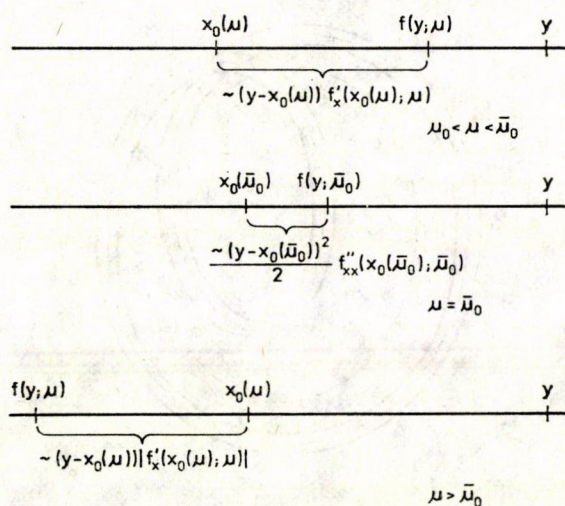 x₀(μ) f(y;μ) y
~(y-x₀(μ)) f'ₓ(x₀(μ);μ)
μ₀ < μ < μ̄₀
x₀(μ̄₀) f(y;μ̄₀) y
~(y-x₀(μ̄₀))²
2
f''ₓₓ(x₀(μ̄₀);μ̄₀)
μ = μ̄₀
f(y;μ) x₀(μ) y
~(y-x₀(μ))|f'ₓ(x₀(μ);μ)|
μ > μ̄₀